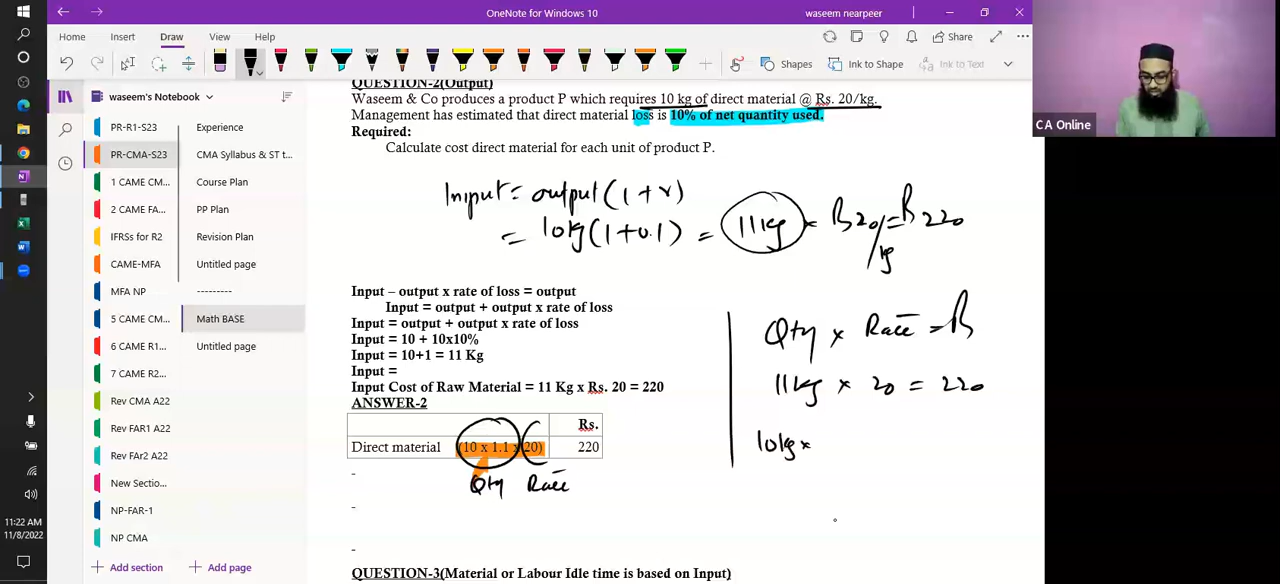 OneNote for Windows 10
waseem nearpeer
Home Insert Draw View Help
Share
Shapes Ink to Shape Ink to Text
waseem's Notebook
PR-R1-S23
PR-CMA-S23
1 CAME CM...
2 CAME FA...
IFRSs for R2
CAME-MFA
MFA NP
5 CAME CM...
6 CAME R1...
7 CAME R2...
Rev CMA A22
Rev FAR1 A22
Rev FAr2 A22
New Sectio...
NP-FAR-1
NP CMA
Add section
Experience
CMA Syllabus & ST t...
Course Plan
PP Plan
Revision Plan
Untitled page
---------
Math BASE
Untitled page
Add page
QUESTION-2(Output)
Waseem & Co produces a product P which requires 10 kg of direct material @ Rs. 20/kg.
Management has estimated that direct material loss is 10% of net quantity used.
Required:
Calculate cost direct material for each unit of product P.
Input = output (1 + r)
= 10kg (1+0.1) = 11kg × Rs 20/kg = Rs 220
Input – output x rate of loss = output
Input = output + output x rate of loss
Input = output + output x rate of loss
Input = 10 + 10x10%
Input = 10+1 = 11 Kg
Input =
Input Cost of Raw Material = 11 Kg x Rs. 20 = 220
ANSWER-2
Rs.
Direct material (10 x 1.1 x 20) 220
Qty Rate
Qty × Rate = Rs
11kg × 20 = 220
10kg ×
-
-
-
QUESTION-3(Material or Labour Idle time is based on Input)
C A Online
11:22 AM
11/8/2022